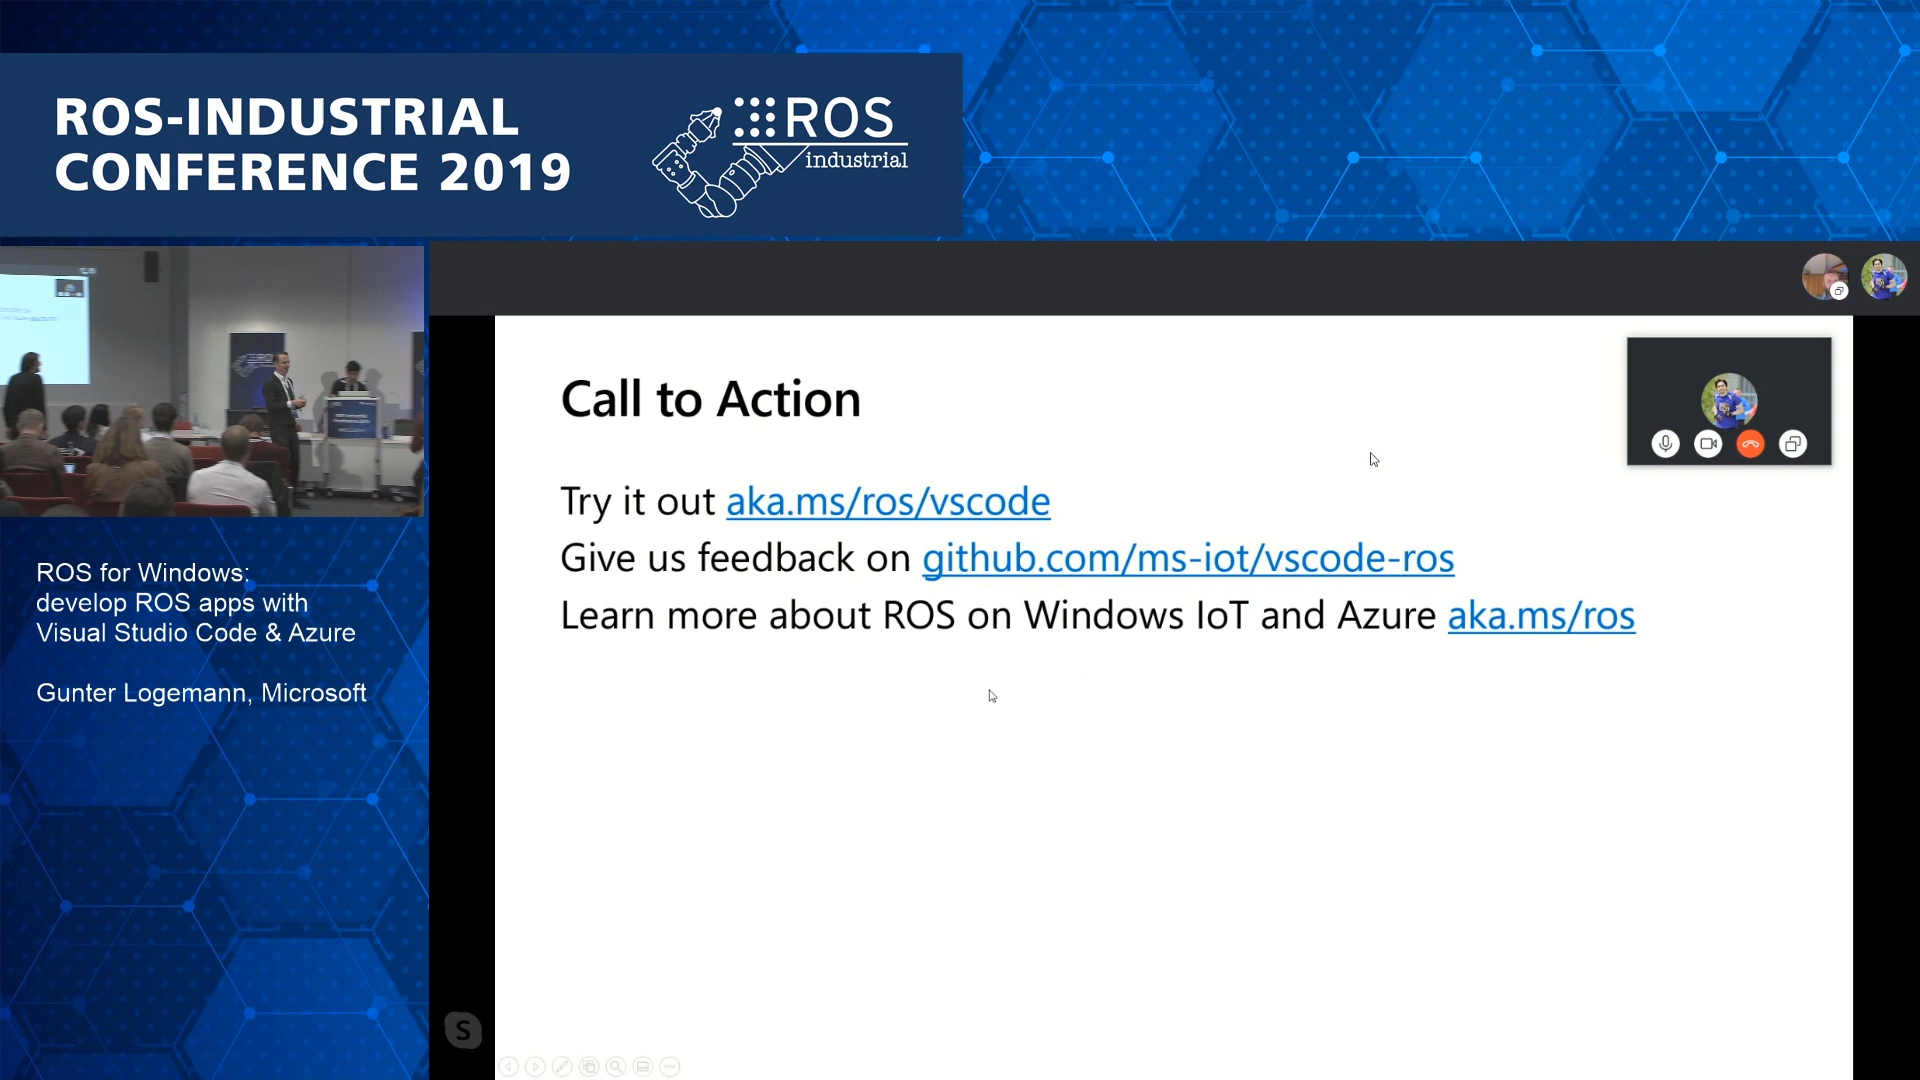 ROS-INDUSTRIAL
CONFERENCE 2019
ROS
industrial
ROS for Windows:
develop ROS apps with
Visual Studio Code & Azure
Gunter Logemann, Microsoft
Call to Action
Try it out aka.ms/ros/vscode
Give us feedback on github.com/ms-iot/vscode-ros
Learn more about ROS on Windows IoT and Azure aka.ms/ros
S